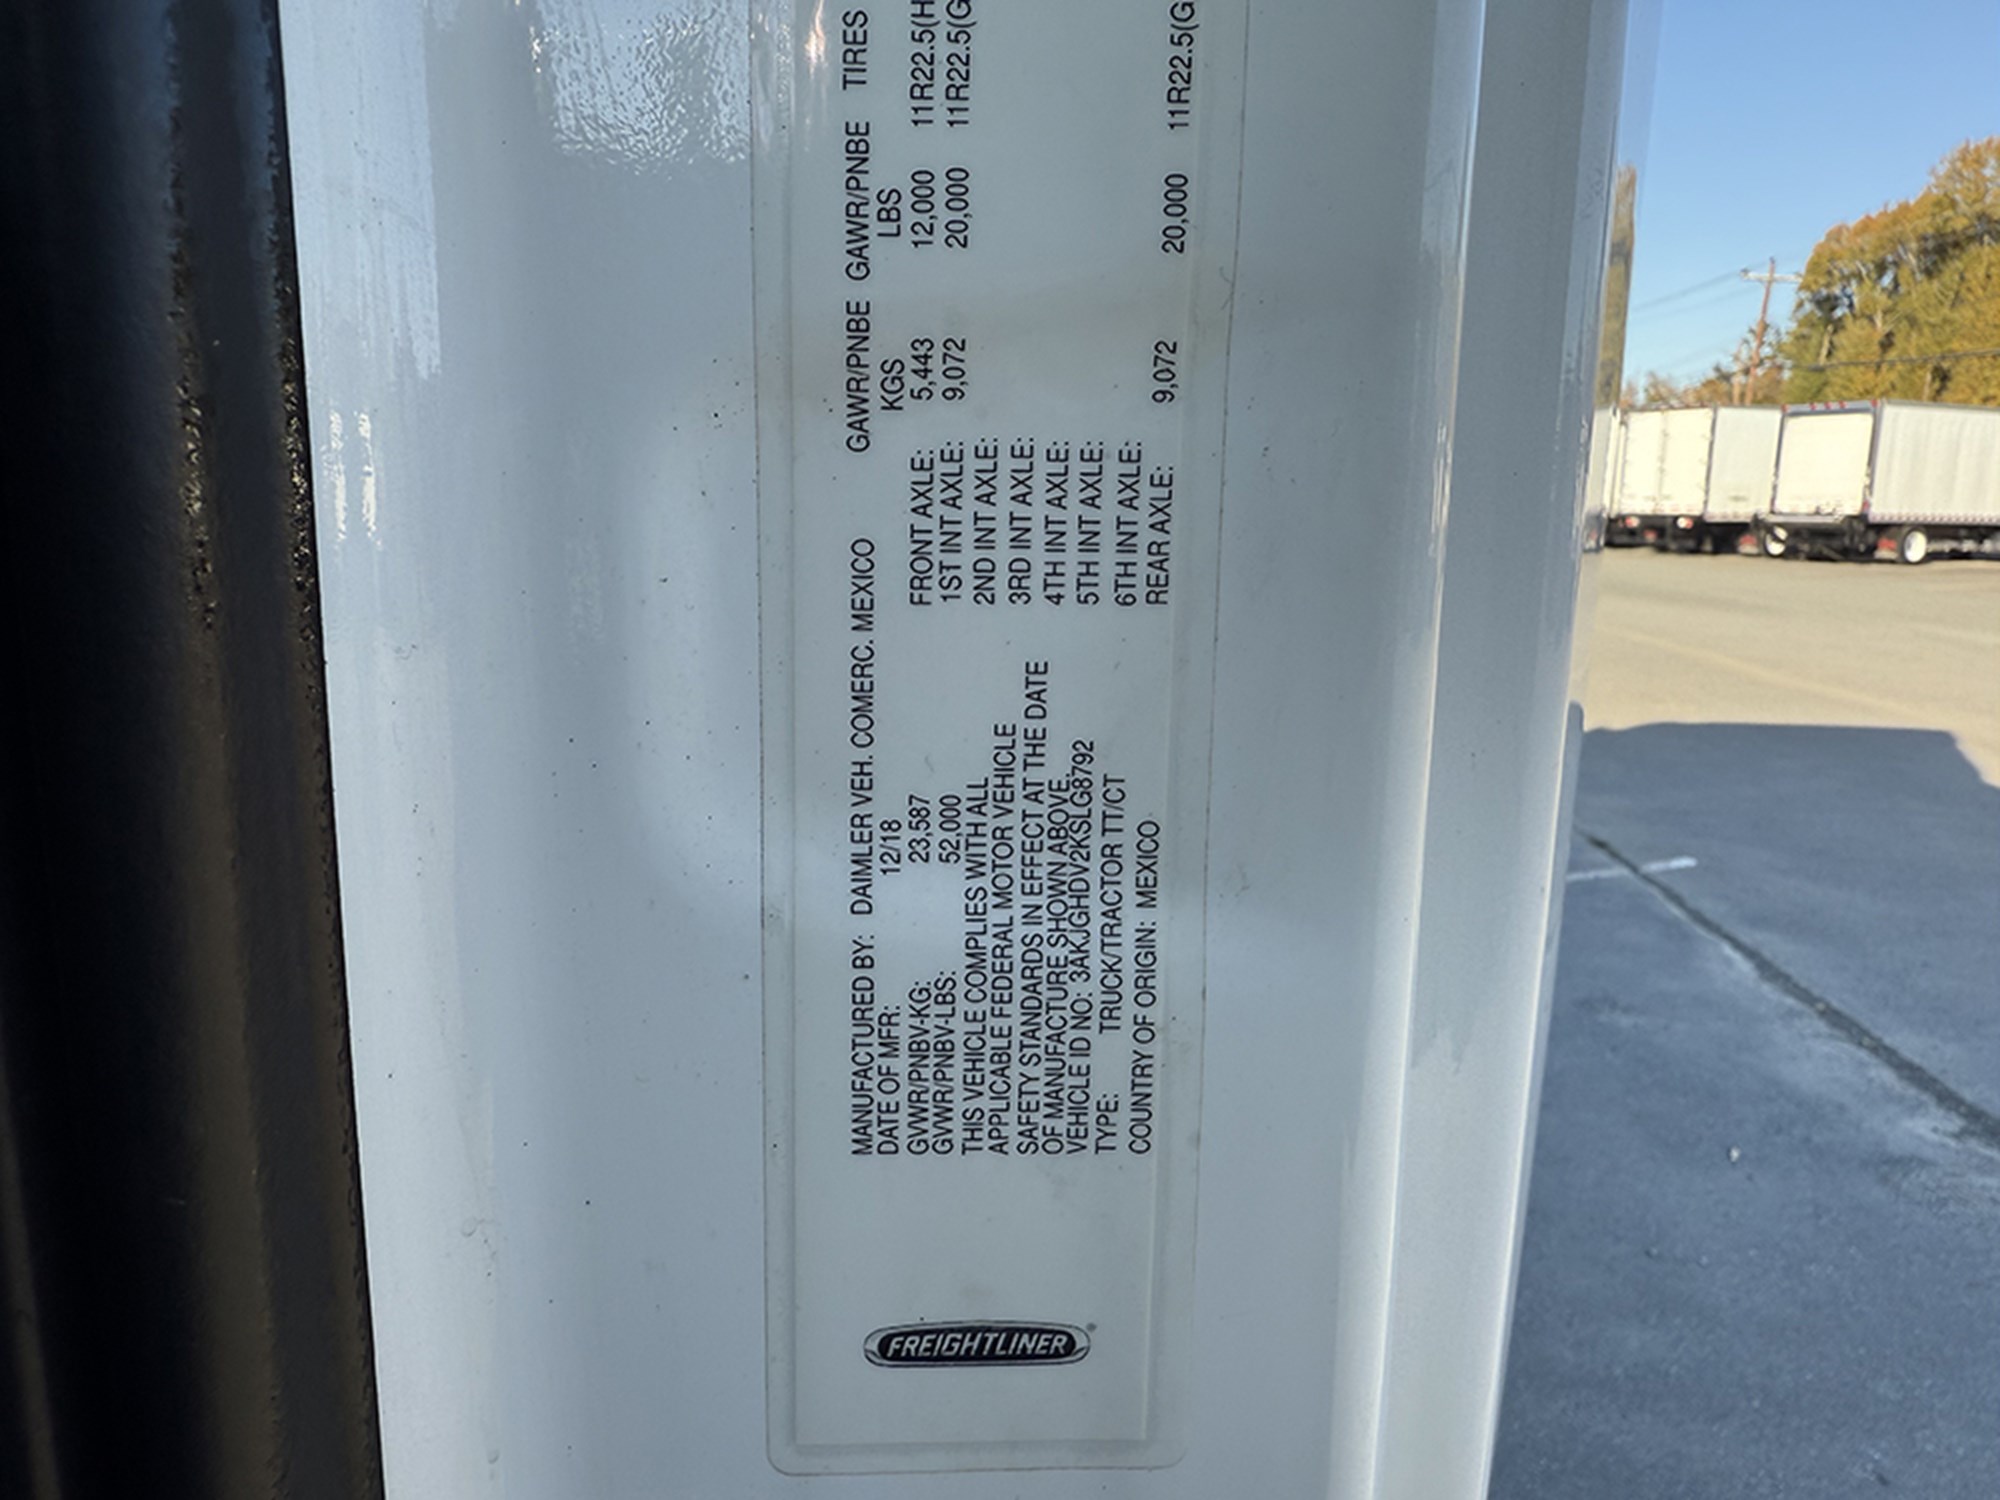 MANUFACTURED BY: DAIMLER VEH. COMERC. MEXICO
DATE OF MFR: 12/18
GVWR/PNBV-KG: 23,587
GVWR/PNBV-LBS: 52,000
THIS VEHICLE COMPLIES WITH ALL
APPLICABLE FEDERAL MOTOR VEHICLE
SAFETY STANDARDS IN EFFECT AT THE DATE
OF MANUFACTURE SHOWN ABOVE.
VEHICLE ID NO: 3AKJGHDV2KSLG8792
TYPE: TRUCK/TRACTOR TT/CT
COUNTRY OF ORIGIN: MEXICO
GAWR/PNBE GAWR/PNBE TIRES
KGS LBS
FRONT AXLE: 5,443 12,000 11R22.5(H
1ST INT AXLE: 9,072 20,000 11R22.5(G
2ND INT AXLE:
3RD INT AXLE:
4TH INT AXLE:
5TH INT AXLE:
6TH INT AXLE:
REAR AXLE: 9,072 20,000 11R22.5(G
FREIGHTLINER